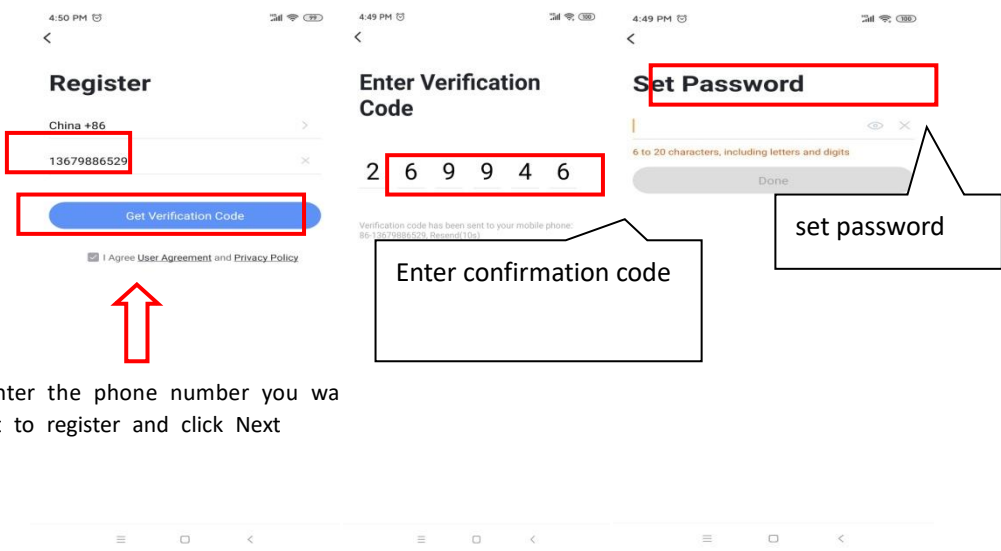 4:50 PM
99
Register
China +86
13679886529
Get Verification Code
I Agree User Agreement and Privacy Policy
nter the phone number you wa
t to register and click Next
4:49 PM
100
Enter Verification
Code
2 6 9 9 4 6
Verification code has been sent to your mobile phone:
86-13679886529, Resend(10s)
Enter confirmation code
4:49 PM
100
Set Password
6 to 20 characters, including letters and digits
Done
set password